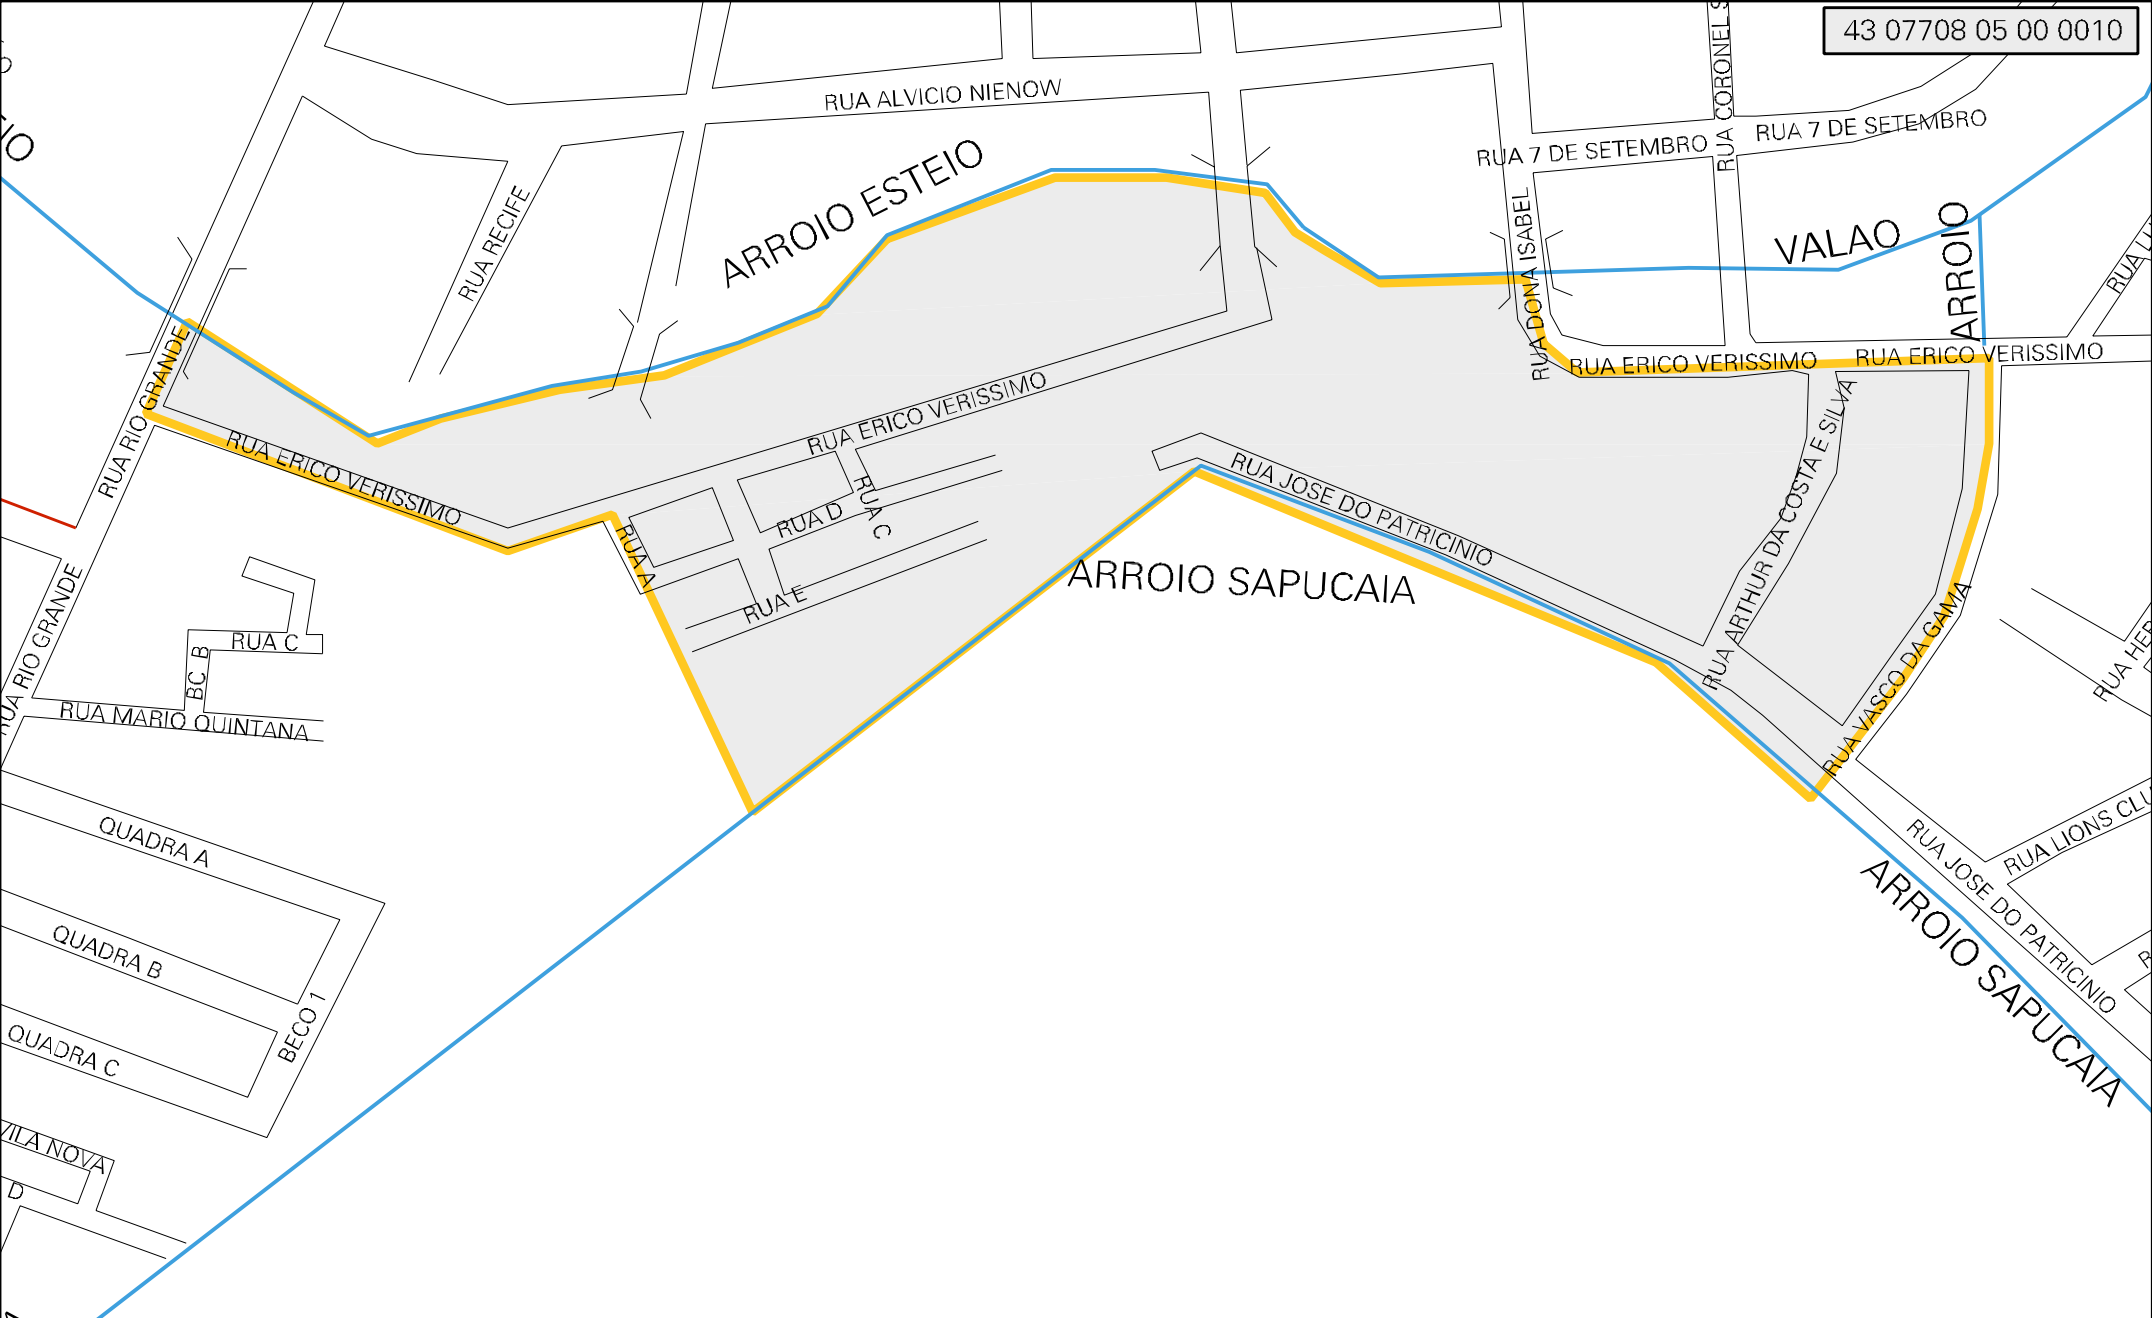 43 07708 05 00 0010
RUA CORONEL S
RUA ALVICIO NIENOW
RUA 7 DE SETEMBRO
RUA 7 DE SETEMBRO
ARROIO ESTEIO
RUA RECIFE
RUA DONA ISABEL
VALAO
ARROIO
RUA RIO GRANDE
RUA ERICO VERISSIMO
RUA ERICO VERISSIMO
RUA ERICO VERISSIMO
RUA ERICO VERISSIMO
RUA JOSE DO PATRICINIO
RUA ARTHUR DA COSTA E SILVA
RUA C
RUA D
RUA A
RUA E
ARROIO SAPUCAIA
RUA VASCO DA GAMA
RUA HER
RUA RIO GRANDE
RUA C
BC B
RUA MARIO QUINTANA
QUADRA A
QUADRA B
QUADRA C
BECO 1
RUA LIONS CLU
RUA JOSE DO PATRICINIO
ARROIO SAPUCAIA
VILA NOVA
D